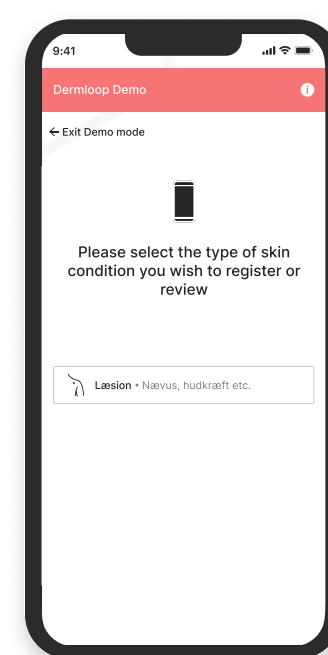 9:41
Dermloop Demo
i
← Exit Demo mode
Please select the type of skin
condition you wish to register or
review
Læsion • Nævus, hudkræft etc.